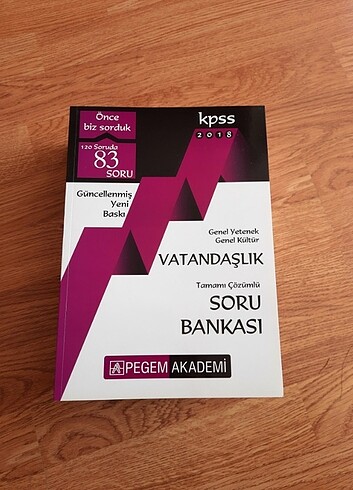 Önce
biz sorduk
120 Soruda
83
SORU
Güncellenmiş
Yeni
Baskı
kpss
2018
Genel Yetenek
Genel Kültür
VATANDAŞLIK
Tamamı Çözümlü
SORU
BANKASI
PEGEM AKADEMİ